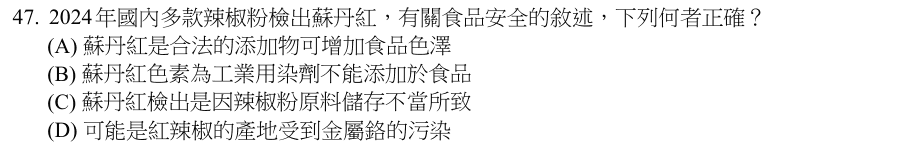 47. 2024年國內多款辣椒粉檢出蘇丹紅，有關食品安全的敘述，下列何者正確？
(A) 蘇丹紅是合法的添加物可增加食品色澤
(B) 蘇丹紅色素為工業用染劑不能添加於食品
(C) 蘇丹紅檢出是因辣椒粉原料儲存不當所致
(D) 可能是紅辣椒的產地受到金屬鉻的污染